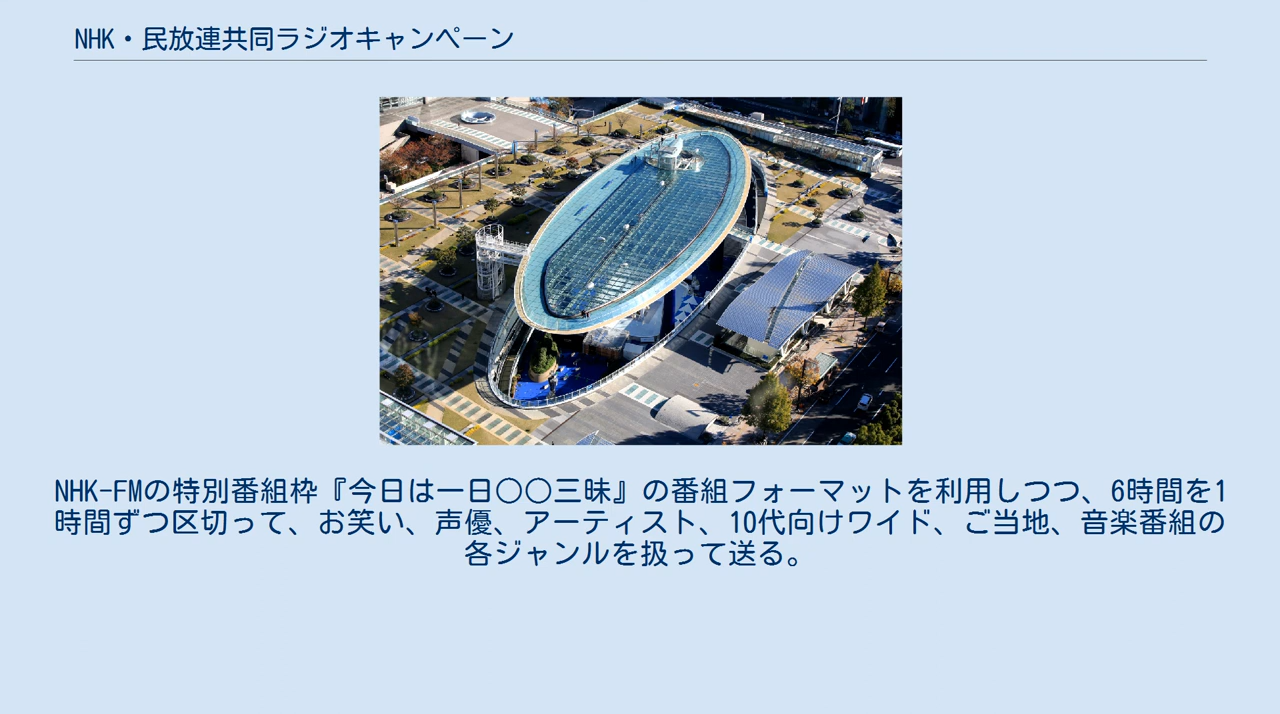 NHK・民放連共同ラジオキャンペーン
NHK-FMの特別番組枠『今日は一日○○三昧』の番組フォーマットを利用しつつ、6時間を1
時間ずつ区切って、お笑い、声優、アーティスト、10代向けワイド、ご当地、音楽番組の
各ジャンルを扱って送る。